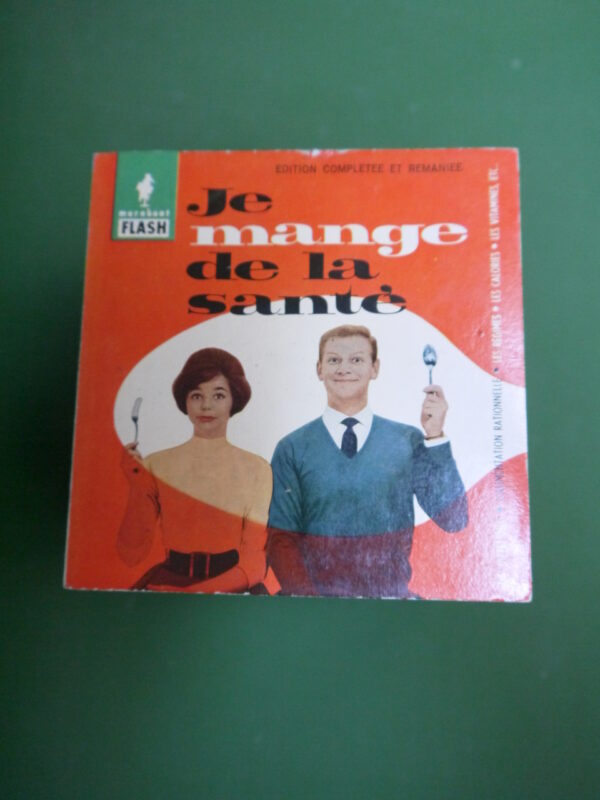 EDITION COMPLETEE ET REMANIEE
marabout
FLASH
Je
mange
de la
santé
RATIONNELLE • LES RÉGIMES • LES CALORIES • LES VITAMINES, ETC.